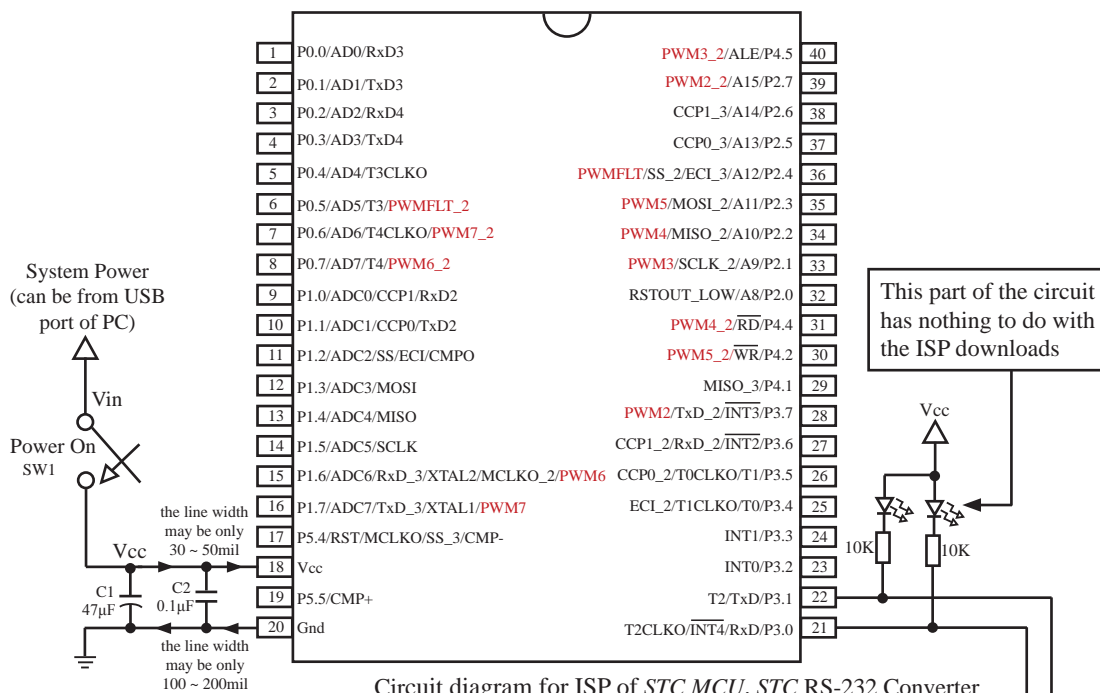 1 P0.0/AD0/RxD3
2 P0.1/AD1/TxD3
3 P0.2/AD2/RxD4
4 P0.3/AD3/TxD4
5 P0.4/AD4/T3CLKO
6 P0.5/AD5/T3/PWMFLT_2
7 P0.6/AD6/T4CLKO/PWM7_2
8 P0.7/AD7/T4/PWM6_2
9 P1.0/ADC0/CCP1/RxD2
10 P1.1/ADC1/CCP0/TxD2
11 P1.2/ADC2/SS/ECI/CMPO
12 P1.3/ADC3/MOSI
13 P1.4/ADC4/MISO
14 P1.5/ADC5/SCLK
15 P1.6/ADC6/RxD_3/XTAL2/MCLKO_2/PWM6
16 P1.7/ADC7/TxD_3/XTAL1/PWM7
17 P5.4/RST/MCLKO/SS_3/CMP-
18 Vcc
19 P5.5/CMP+
20 Gnd
PWM3_2/ALE/P4.5 40
PWM2_2/A15/P2.7 39
CCP1_3/A14/P2.6 38
CCP0_3/A13/P2.5 37
PWMFLT/SS_2/ECI_3/A12/P2.4 36
PWM5/MOSI_2/A11/P2.3 35
PWM4/MISO_2/A10/P2.2 34
PWM3/SCLK_2/A9/P2.1 33
RSTOUT_LOW/A8/P2.0 32
PWM4_2/RD/P4.4 31
PWM5_2/WR/P4.2 30
MISO_3/P4.1 29
PWM2/TxD_2/INT3/P3.7 28
CCP1_2/RxD_2/INT2/P3.6 27
CCP0_2/T0CLKO/T1/P3.5 26
ECI_2/T1CLKO/T0/P3.4 25
INT1/P3.3 24
INT0/P3.2 23
T2/TxD/P3.1 22
T2CLKO/INT4/RxD/P3.0 21
System Power
(can be from USB
port of PC)
Vin
Power On
SW1
the line width
may be only
30 ~ 50mil
Vcc
C1
47μF
C2
0.1μF
the line width
may be only
100 ~ 200mil
This part of the circuit
has nothing to do with
the ISP downloads
Vcc
10K
10K
Circuit diagram for ISP of STC MCU, STC RS-232 Converter